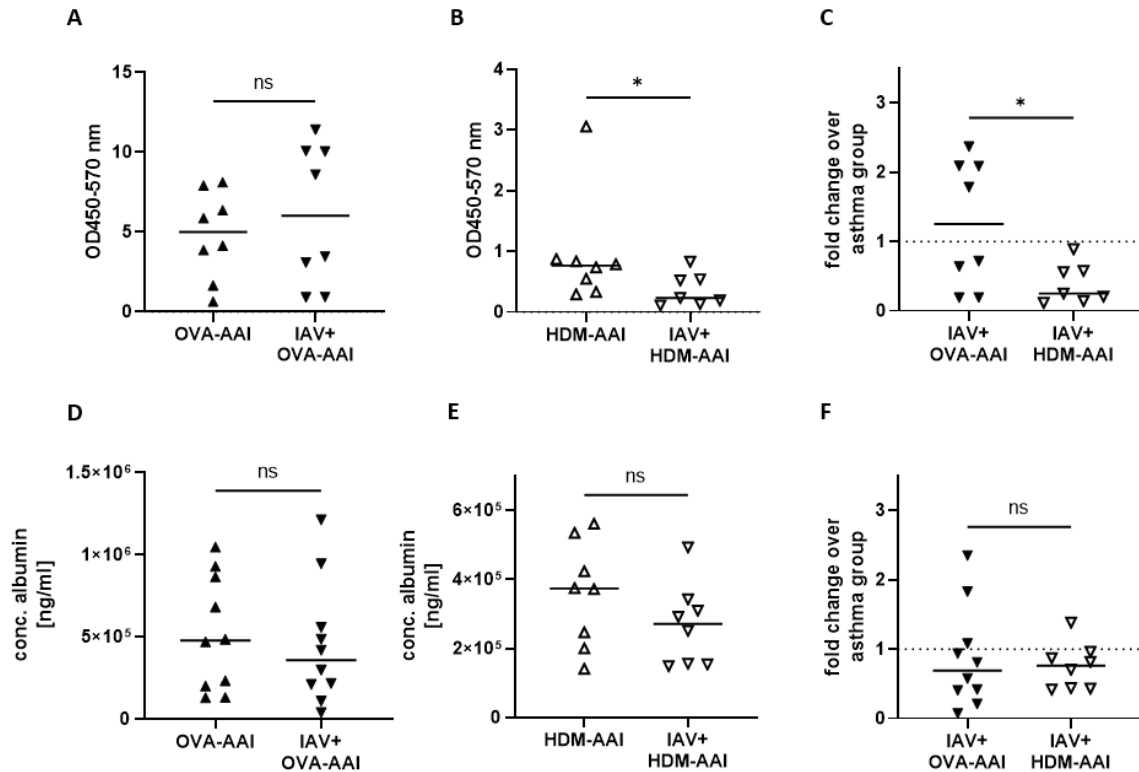 A
OD450-570 nm
15
10
5
0
ns
OVA-AAI
IAV+
OVA-AAI
B
OD450-570 nm
4
3
2
1
0
*
HDM-AAI
IAV+
HDM-AAI
C
fold change over
asthma group
3
2
1
0
*
IAV+
OVA-AAI
IAV+
HDM-AAI
D
conc. albumin
[ng/ml]
1.5×10⁶
1×10⁶
5×10⁵
0
ns
OVA-AAI
IAV+
OVA-AAI
E
conc. albumin
[ng/ml]
6×10⁵
4×10⁵
2×10⁵
0
ns
HDM-AAI
IAV+
HDM-AAI
F
fold change over
asthma group
3
2
1
0
ns
IAV+
OVA-AAI
IAV+
HDM-AAI